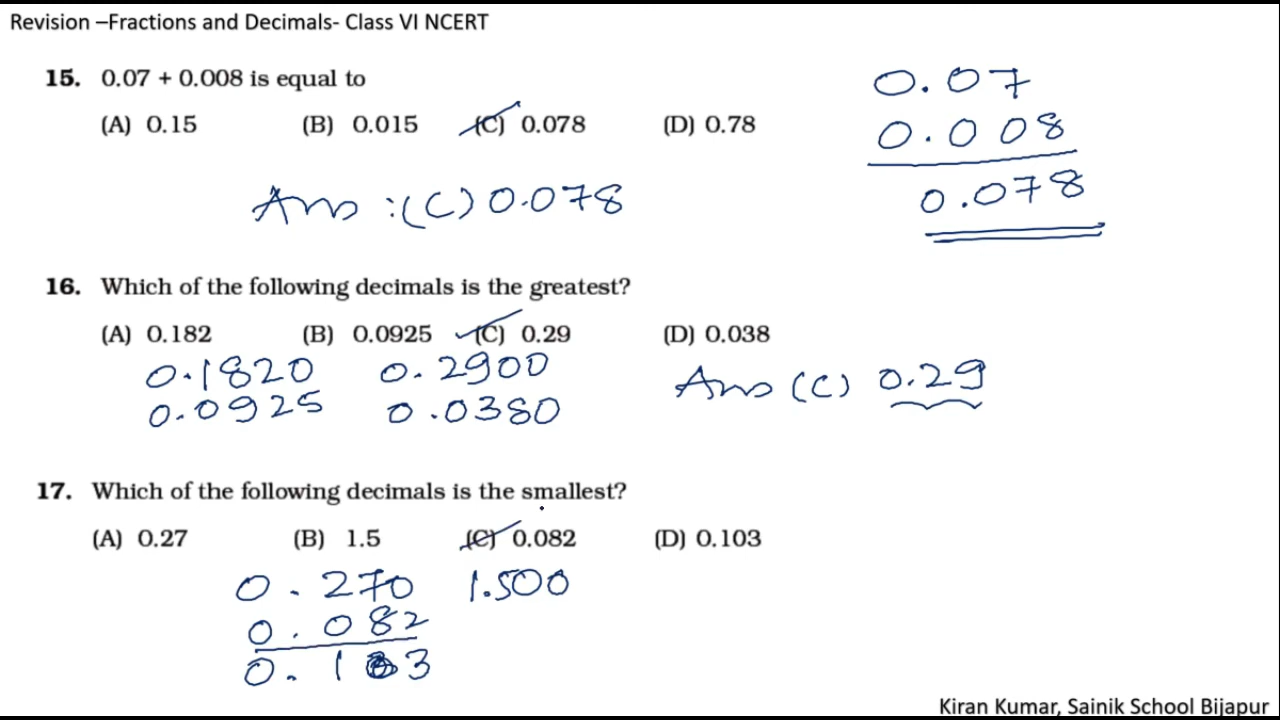 Revision –Fractions and Decimals- Class VI NCERT
15. 0.07 + 0.008 is equal to
(A) 0.15 (B) 0.015 (C) 0.078 (D) 0.78
0.07
0.008
0.078
Ans :(C) 0.078
16. Which of the following decimals is the greatest?
(A) 0.182 (B) 0.0925 (C) 0.29 (D) 0.038
0.1820 0.2900
0.0925 0.0380
Ans (C) 0.29
17. Which of the following decimals is the smallest?
(A) 0.27 (B) 1.5 (C) 0.082 (D) 0.103
0.270 1.500
0.082
0.103
Kiran Kumar, Sainik School Bijapur